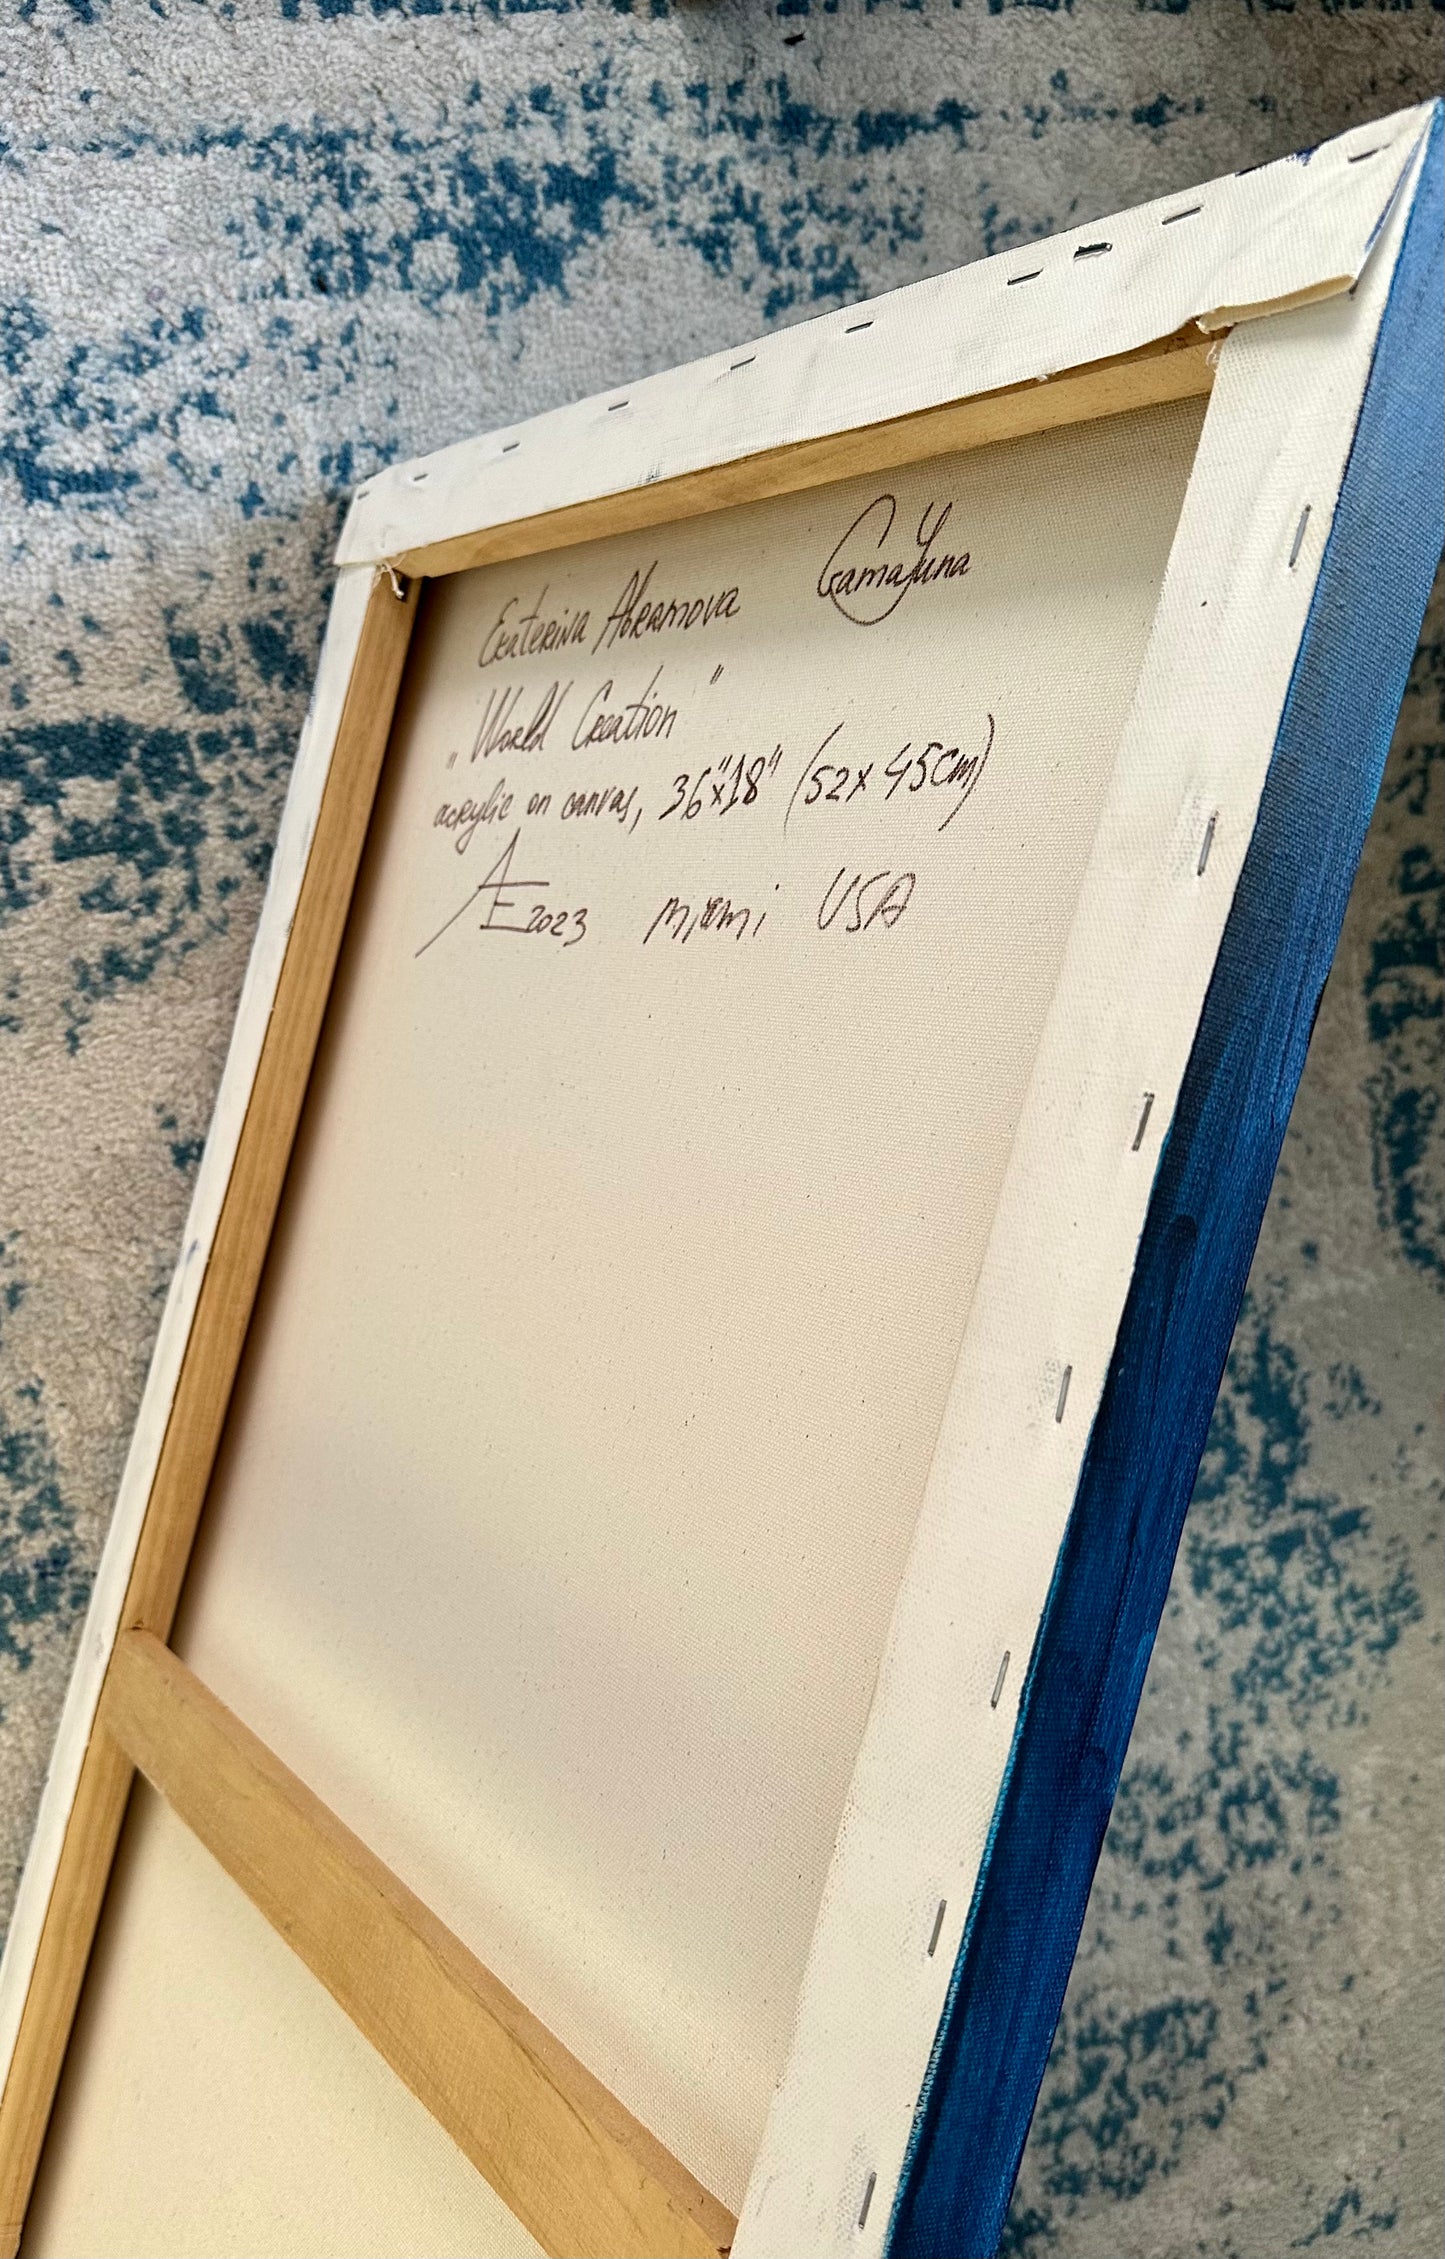 Ekaterina Abramova GamaYuna
„World Creation"
acrylic on canvas, 36"x18" (52x45cm)
AE 2023 Miami USA